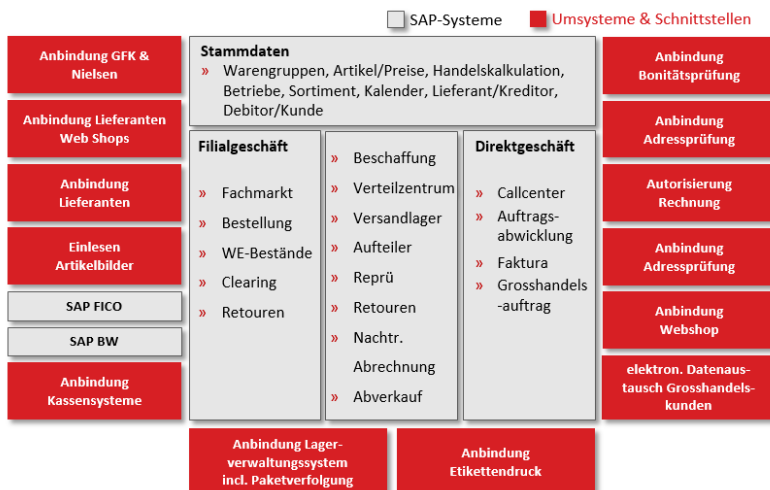 SAP-Systeme
Umsysteme & Schnittstellen
Anbindung GFK &
Nielsen
Anbindung Lieferanten
Web Shops
Anbindung
Lieferanten
Einlesen
Artikelbilder
SAP FICO
SAP BW
Anbindung
Kassensysteme
Stammdaten
» Warengruppen, Artikel/Preise, Handelskalkulation,
Betriebe, Sortiment, Kalender, Lieferant/Kreditor,
Debitor/Kunde
Filialgeschäft
» Fachmarkt
» Bestellung
» WE-Bestände
» Clearing
» Retouren
» Beschaffung
» Verteilzentrum
» Versandlager
» Aufteiler
» Reprü
» Retouren
» Nachtr.
Abrechnung
» Abverkauf
Direktgeschäft
» Callcenter
» Auftrags-
abwicklung
» Faktura
» Grosshandels
-auftrag
Anbindung
Bonitätsprüfung
Anbindung
Adressprüfung
Autorisierung
Rechnung
Anbindung
Adressprüfung
Anbindung
Webshop
elektron. Datenaus-
tausch Grosshandels-
kunden
Anbindung Lager-
verwaltungssystem
incl. Paketverfolgung
Anbindung
Etikettendruck